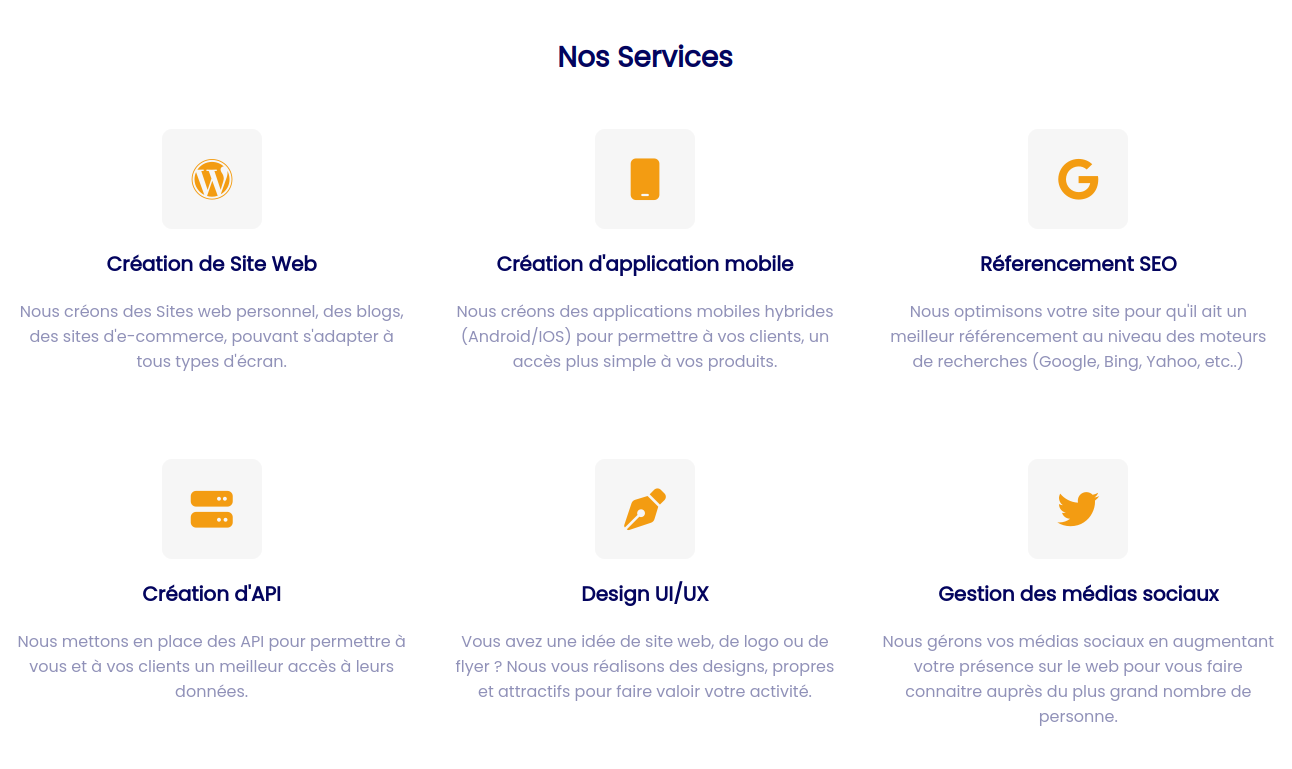 Nos Services
Création de Site Web
Nous créons des Sites web personnel, des blogs,
des sites d'e-commerce, pouvant s'adapter à
tous types d'écran.
Création d'application mobile
Nous créons des applications mobiles hybrides
(Android/IOS) pour permettre à vos clients, un
accès plus simple à vos produits.
Réferencement SEO
Nous optimisons votre site pour qu'il ait un
meilleur référencement au niveau des moteurs
de recherches (Google, Bing, Yahoo, etc..)
Création d'API
Nous mettons en place des API pour permettre à
vous et à vos clients un meilleur accès à leurs
données.
Design UI/UX
Vous avez une idée de site web, de logo ou de
flyer ? Nous vous réalisons des designs, propres
et attractifs pour faire valoir votre activité.
Gestion des médias sociaux
Nous gérons vos médias sociaux en augmentant
votre présence sur le web pour vous faire
connaitre auprès du plus grand nombre de
personne.